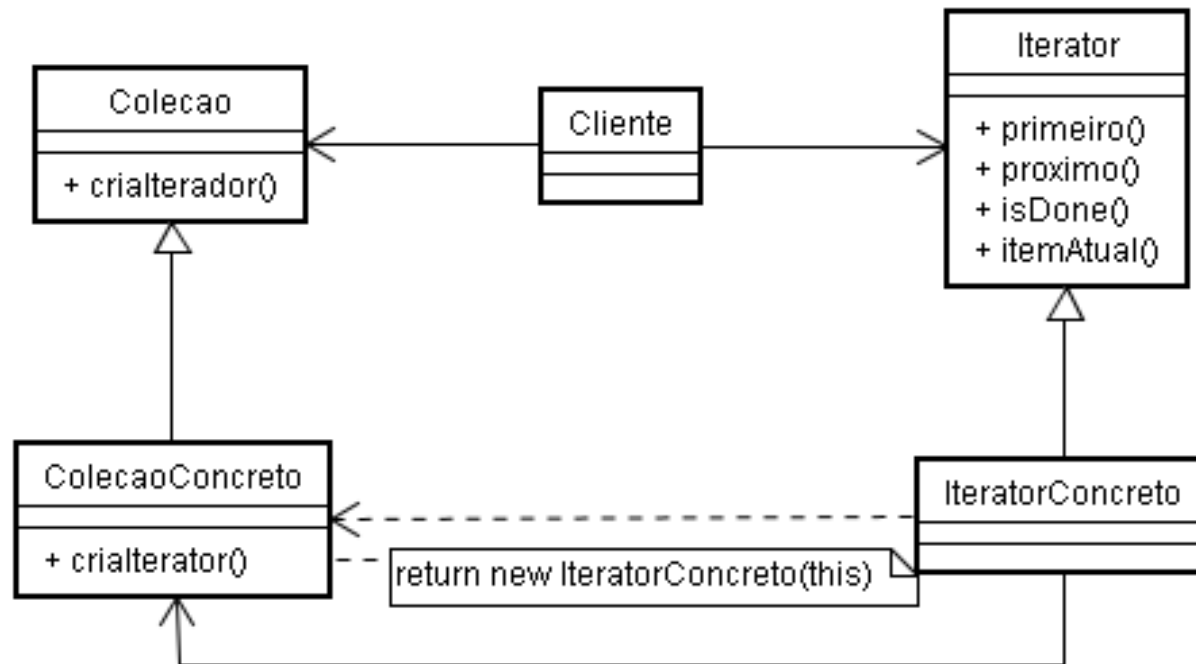 Colecao
+ criaIterador()
Cliente
Iterator
+ primeiro()
+ proximo()
+ isDone()
+ itemAtual()
ColecaoConcreto
+ criaIterator()
return new IteratorConcreto(this)
IteratorConcreto